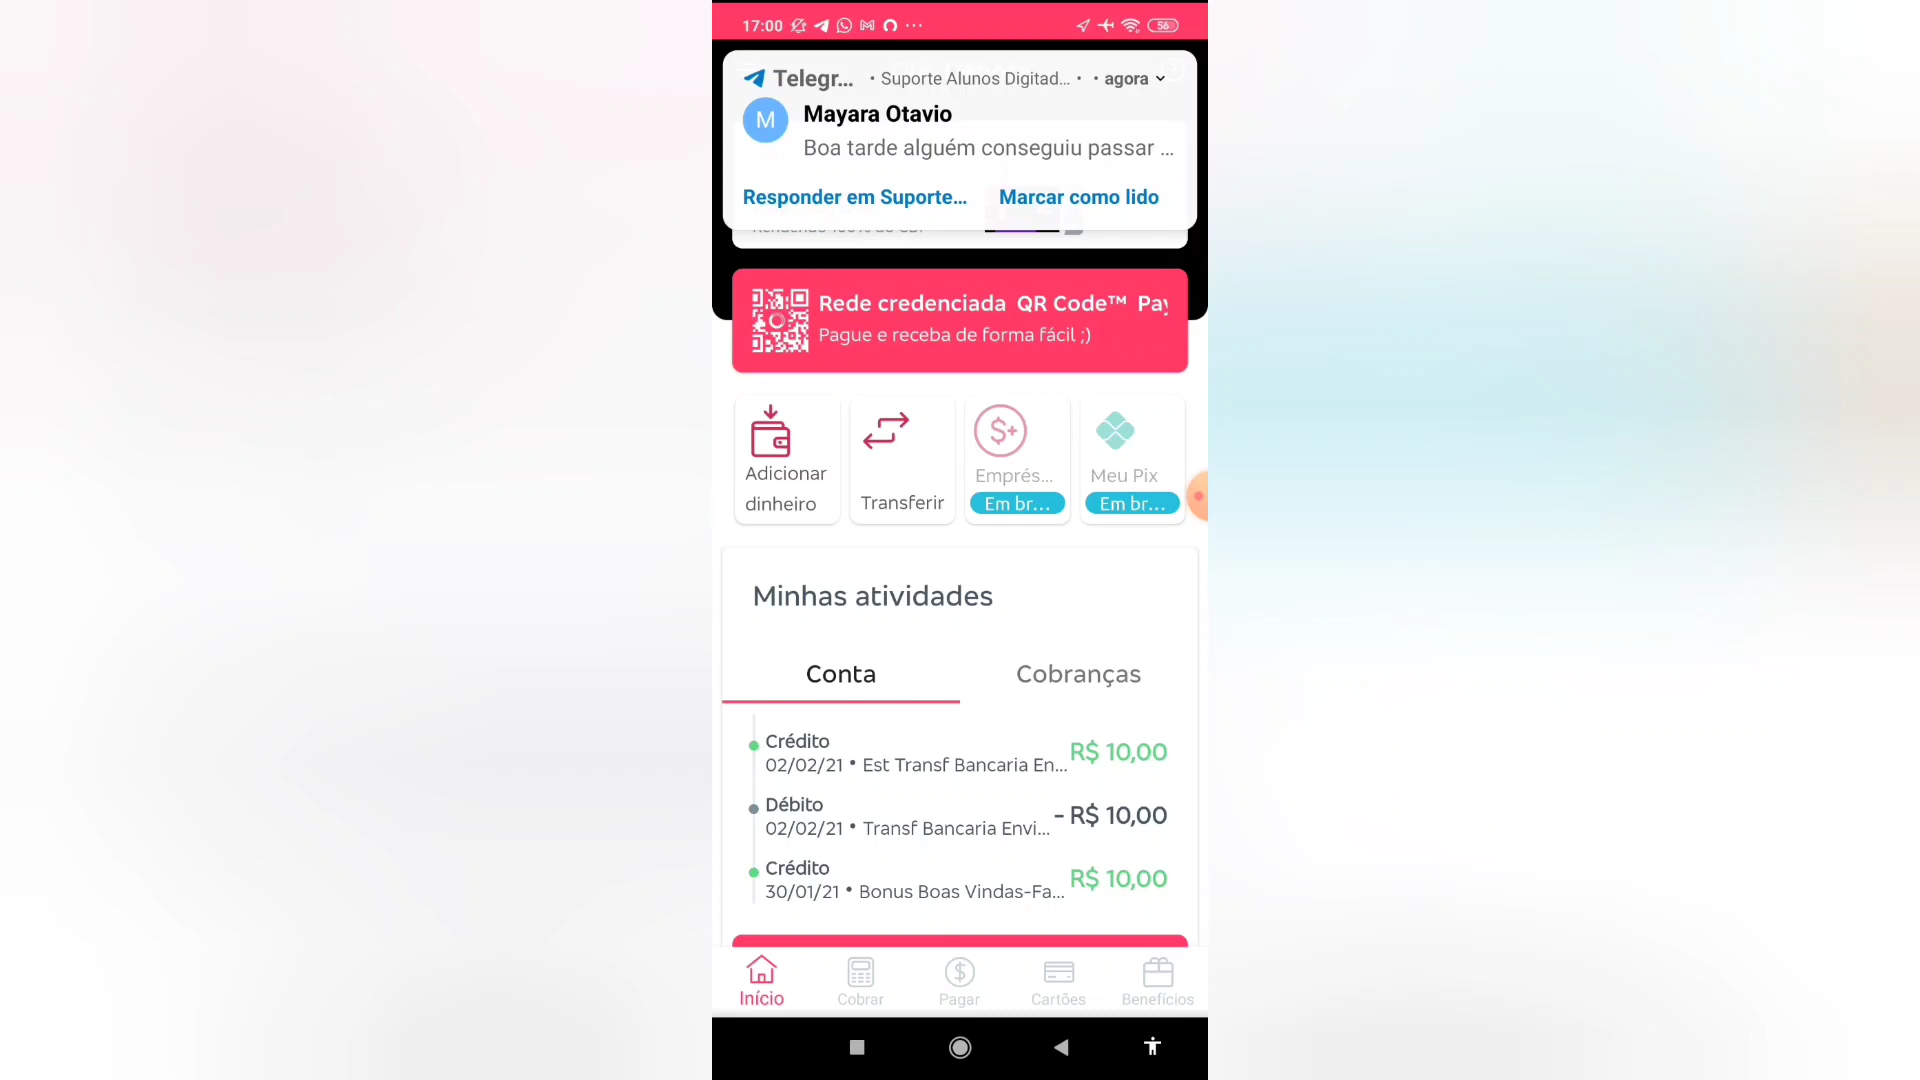 17:00
56
Telegr... • Suporte Alunos Digitad... • • agora
M
Mayara Otavio
Boa tarde alguém conseguiu passar ...
Responder em Suporte... Marcar como lido
Rede credenciada QR Code™ Pay
Pague e receba de forma fácil ;)
Adicionar dinheiro
Transferir
Emprés...
Em br...
Meu Pix
Em br...
Minhas atividades
Conta Cobranças
Crédito
02/02/21 • Est Transf Bancaria En...
R$ 10,00
Débito
02/02/21 • Transf Bancaria Envi...
- R$ 10,00
Crédito
30/01/21 • Bonus Boas Vindas-Fa...
R$ 10,00
Início Cobrar Pagar Cartões Benefícios